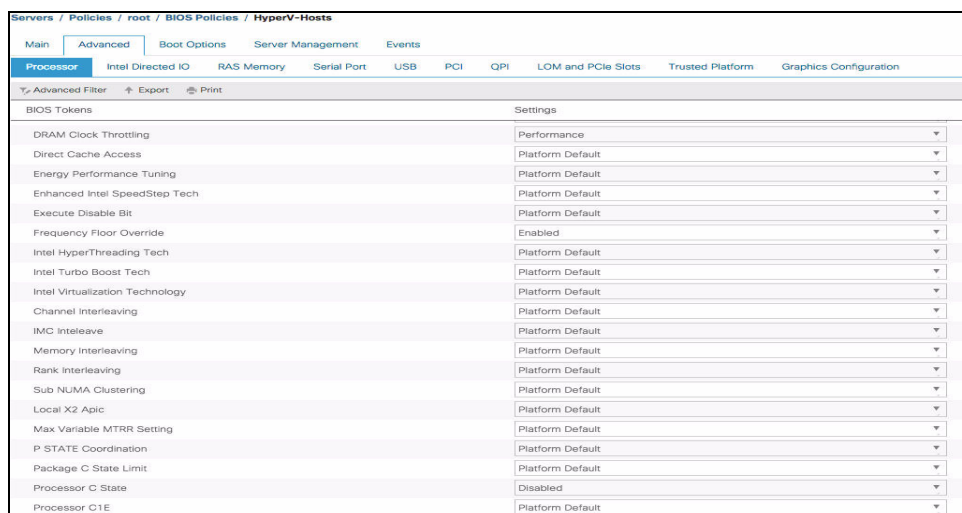 Servers / Policies / root / BIOS Policies / HyperV-Hosts
Main Advanced Boot Options Server Management Events
Processor Intel Directed IO RAS Memory Serial Port USB PCI QPI LOM and PCIe Slots Trusted Platform Graphics Configuration
Advanced Filter Export Print
BIOS Tokens Settings
DRAM Clock Throttling Performance
Direct Cache Access Platform Default
Energy Performance Tuning Platform Default
Enhanced Intel SpeedStep Tech Platform Default
Execute Disable Bit Platform Default
Frequency Floor Override Enabled
Intel HyperThreading Tech Platform Default
Intel Turbo Boost Tech Platform Default
Intel Virtualization Technology Platform Default
Channel Interleaving Platform Default
IMC Inteleave Platform Default
Memory Interleaving Platform Default
Rank Interleaving Platform Default
Sub NUMA Clustering Platform Default
Local X2 Apic Platform Default
Max Variable MTRR Setting Platform Default
P STATE Coordination Platform Default
Package C State Limit Platform Default
Processor C State Disabled
Processor C1E Platform Default